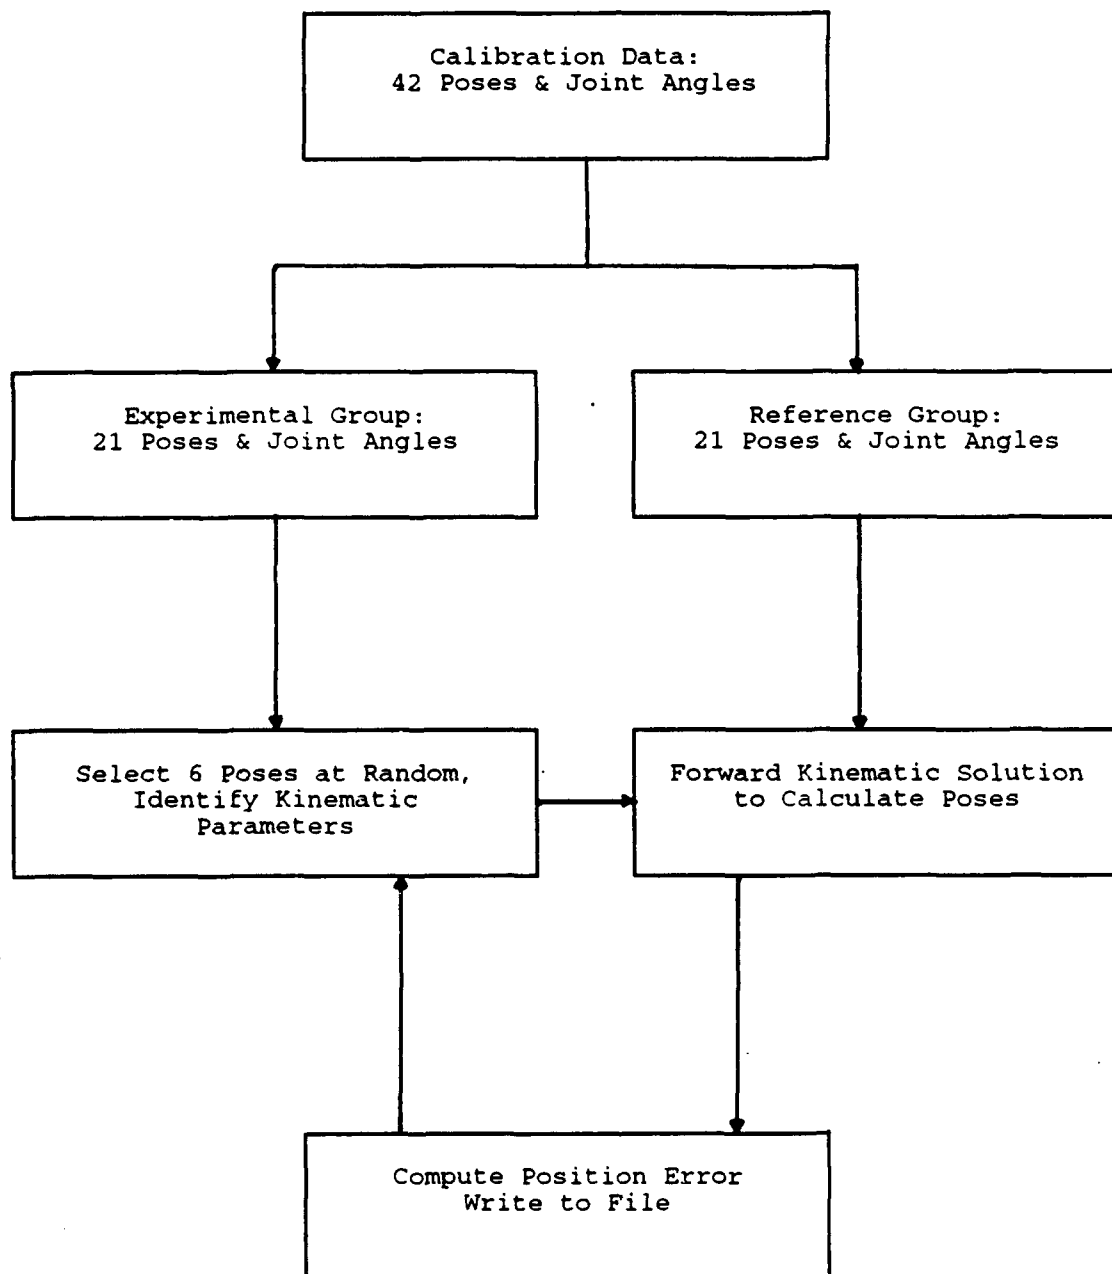 Calibration Data:
42 Poses & Joint Angles
Experimental Group:
21 Poses & Joint Angles
Reference Group:
21 Poses & Joint Angles
Select 6 Poses at Random,
Identify Kinematic
Parameters
Forward Kinematic Solution
to Calculate Poses
Compute Position Error
Write to File